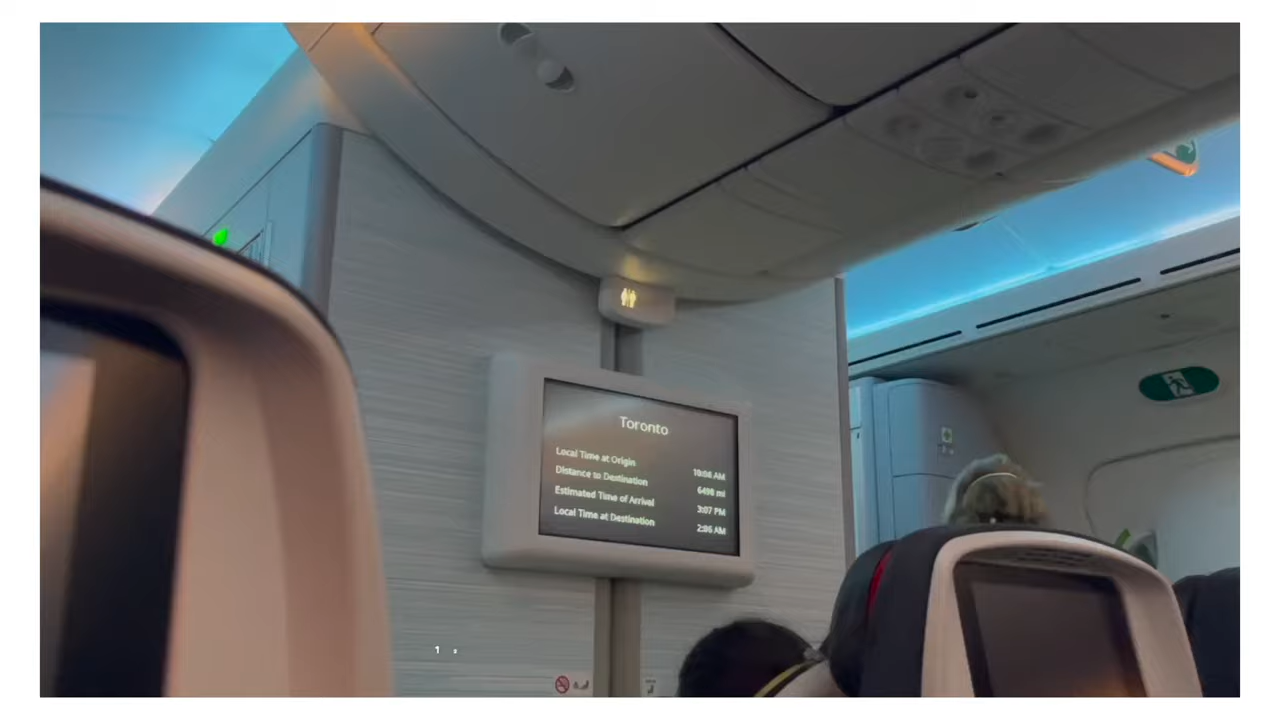 Toronto
Local Time at Origin 10:06 AM
Distance to Destination 6498 mi
Estimated Time of Arrival 3:07 PM
Local Time at Destination 2:06 AM
1